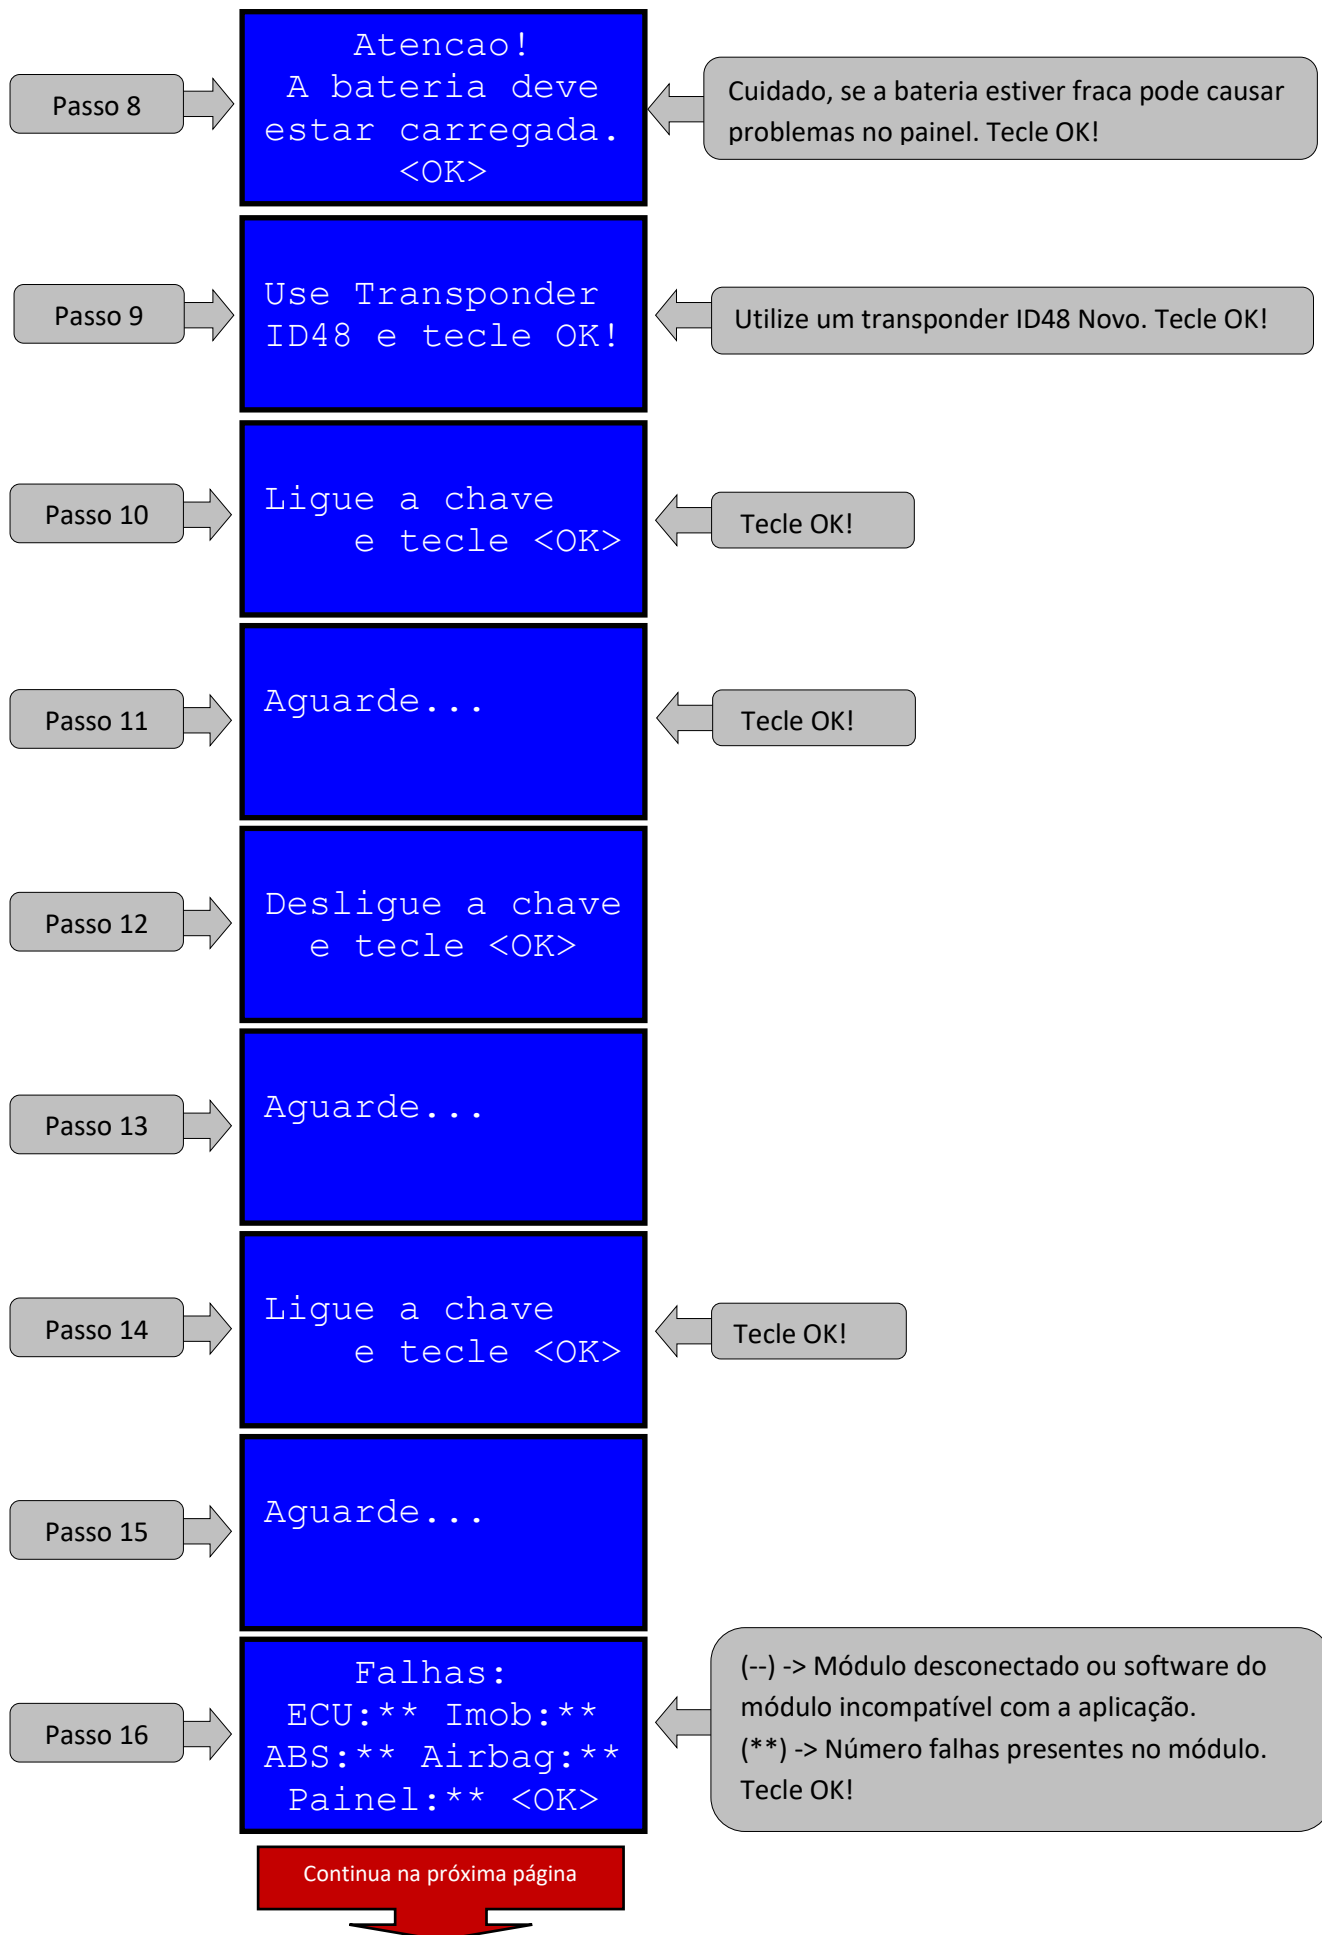 Passo 8
Atencao!
A bateria deve
estar carregada.
<OK>
Cuidado, se a bateria estiver fraca pode causar
problemas no painel. Tecle OK!
Passo 9
Use Transponder
ID48 e tecle OK!
Utilize um transponder ID48 Novo. Tecle OK!
Passo 10
Ligue a chave
e tecle <OK>
Tecle OK!
Passo 11
Aguarde...
Tecle OK!
Passo 12
Desligue a chave
e tecle <OK>
Passo 13
Aguarde...
Passo 14
Ligue a chave
e tecle <OK>
Tecle OK!
Passo 15
Aguarde...
Passo 16
Falhas:
ECU:** Imob:**
ABS:** Airbag:**
Painel:** <OK>
(--) -> Módulo desconectado ou software do
módulo incompatível com a aplicação.
(**) -> Número falhas presentes no módulo.
Tecle OK!
Continua na próxima página